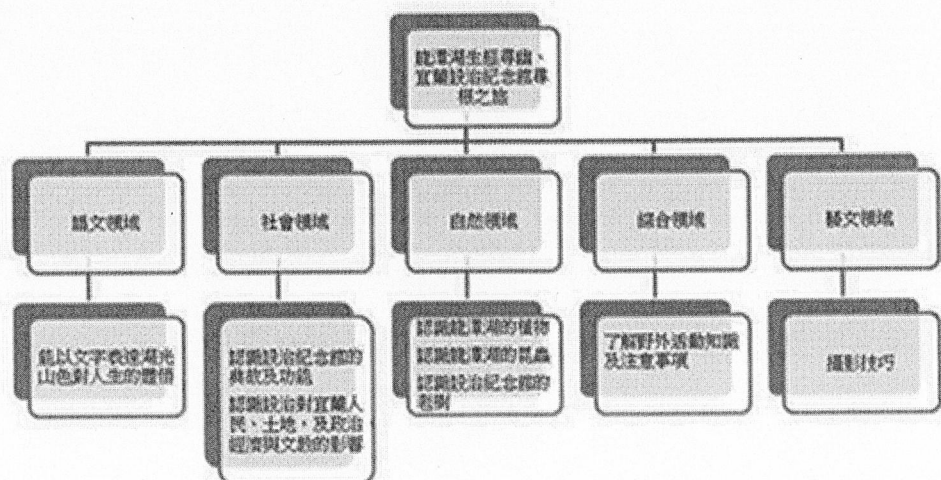 龍潭湖生態尋幽、
宜蘭設治紀念館尋
根之旅
語文領域
社會領域
自然領域
綜合領域
藝文領域
能以文字表達湖光
山色對人生的體悟
認識設治紀念館的
典故及功能
認識設治對宜蘭人
民、土地,及政治
經濟與文教的影響
認識龍潭湖的植物
認識龍潭湖的昆蟲
認識設治紀念館的
老樹
了解野外活動知識
及注意事項
攝影技巧